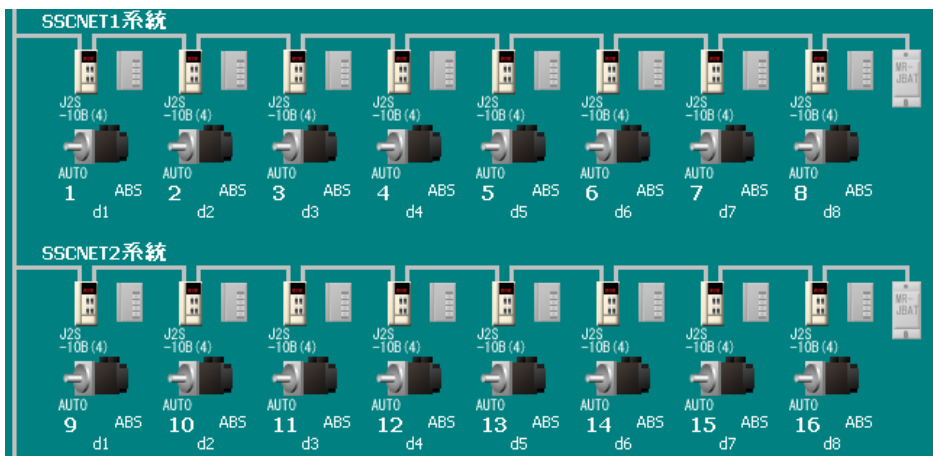 SSCNET1系統
MR-
JBAT
J2S J2S J2S J2S J2S J2S J2S J2S
-10B(4) -10B(4) -10B(4) -10B(4) -10B(4) -10B(4) -10B(4) -10B(4)
AUTO AUTO AUTO AUTO AUTO AUTO AUTO AUTO
1 ABS 2 ABS 3 ABS 4 ABS 5 ABS 6 ABS 7 ABS 8 ABS
d1 d2 d3 d4 d5 d6 d7 d8
SSCNET2系統
MR-
JBAT
J2S J2S J2S J2S J2S J2S J2S J2S
-10B(4) -10B(4) -10B(4) -10B(4) -10B(4) -10B(4) -10B(4) -10B(4)
AUTO AUTO AUTO AUTO AUTO AUTO AUTO AUTO
9 ABS 10 ABS 11 ABS 12 ABS 13 ABS 14 ABS 15 ABS 16 ABS
d1 d2 d3 d4 d5 d6 d7 d8